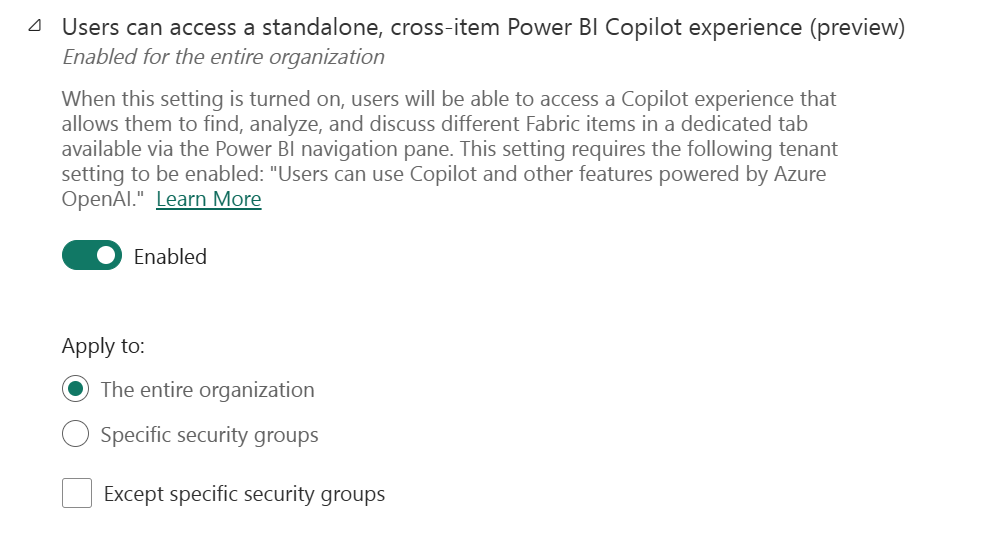 Users can access a standalone, cross-item Power BI Copilot experience (preview)
Enabled for the entire organization
When this setting is turned on, users will be able to access a Copilot experience that
allows them to find, analyze, and discuss different Fabric items in a dedicated tab
available via the Power BI navigation pane. This setting requires the following tenant
setting to be enabled: "Users can use Copilot and other features powered by Azure
OpenAI." Learn More
Enabled
Apply to:
The entire organization
Specific security groups
Except specific security groups